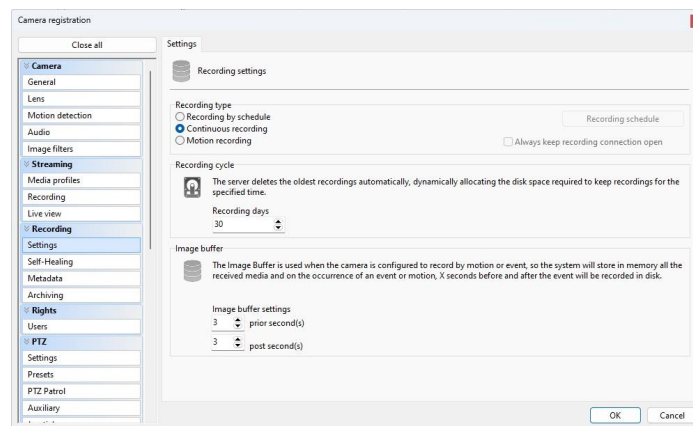 Camera registration
Close all
Camera
General
Lens
Motion detection
Audio
Image filters
Streaming
Media profiles
Recording
Live view
Recording
Settings
Self-Healing
Metadata
Archiving
Rights
Users
PTZ
Settings
Presets
PTZ Patrol
Auxiliary
Settings
Recording settings
Recording type
Recording by schedule
Continuous recording
Motion recording
Recording schedule
Always keep recording connection open
Recording cycle
The server deletes the oldest recordings automatically, dynamically allocating the disk space required to keep recordings for the
specified time.
Recording days
30
Image buffer
The Image Buffer is used when the camera is configured to record by motion or event, so the system will store in memory all the
received media and on the occurrence of an event or motion, X seconds before and after the event will be recorded in disk.
Image buffer settings
3 prior second(s)
3 post second(s)
OK Cancel